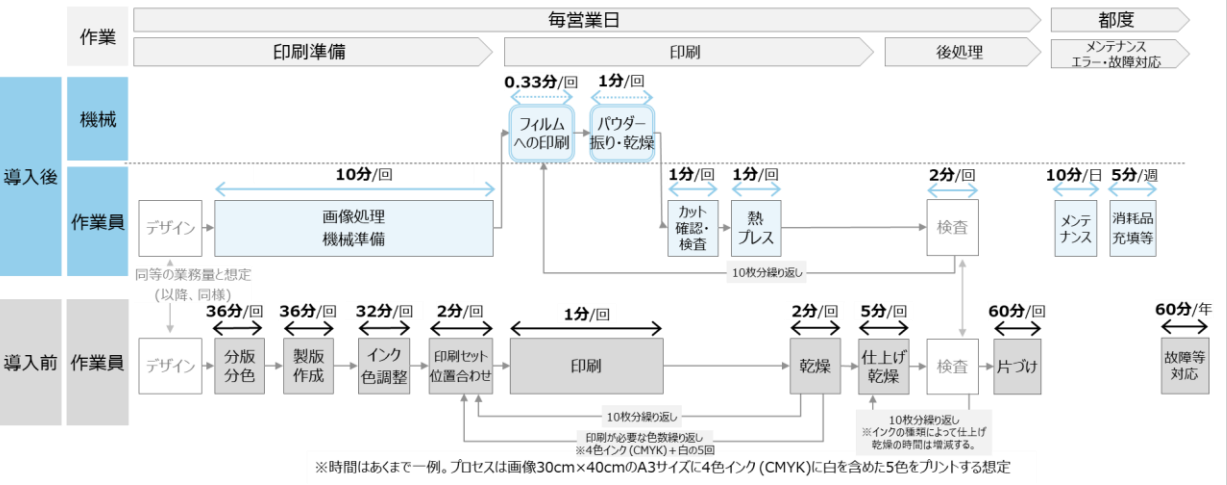 作業
毎営業日
都度
印刷準備
印刷
後処理
メンテナンス
エラー・故障対応
導入後
機械
0.33分/回
1分/回
フィルム
への印刷
パウダー
振り・乾燥
作業員
10分/回
1分/回
1分/回
2分/回
10分/日
5分/週
デザイン
画像処理
機械準備
カット
確認・
検査
熱
プレス
検査
メンテ
ナンス
消耗品
充填等
10枚分繰り返し
同等の業務量と想定
(以降、同様)
導入前
作業員
36分/回
36分/回
32分/回
2分/回
1分/回
2分/回
5分/回
60分/回
60分/年
デザイン
分版
分色
製版
作成
インク
色調整
印刷セット
位置合わせ
印刷
乾燥
仕上げ
乾燥
検査
片づけ
故障等
対応
10枚分繰り返し
印刷が必要な色数繰り返し
※4色インク(CMYK)+白の5回
10枚分繰り返し
※インクの種類によって仕上げ
乾燥の時間は増減する。
※時間はあくまで一例。プロセスは画像30cm×40cmのA3サイズに4色インク(CMYK)に白を含めた5色をプリントする想定